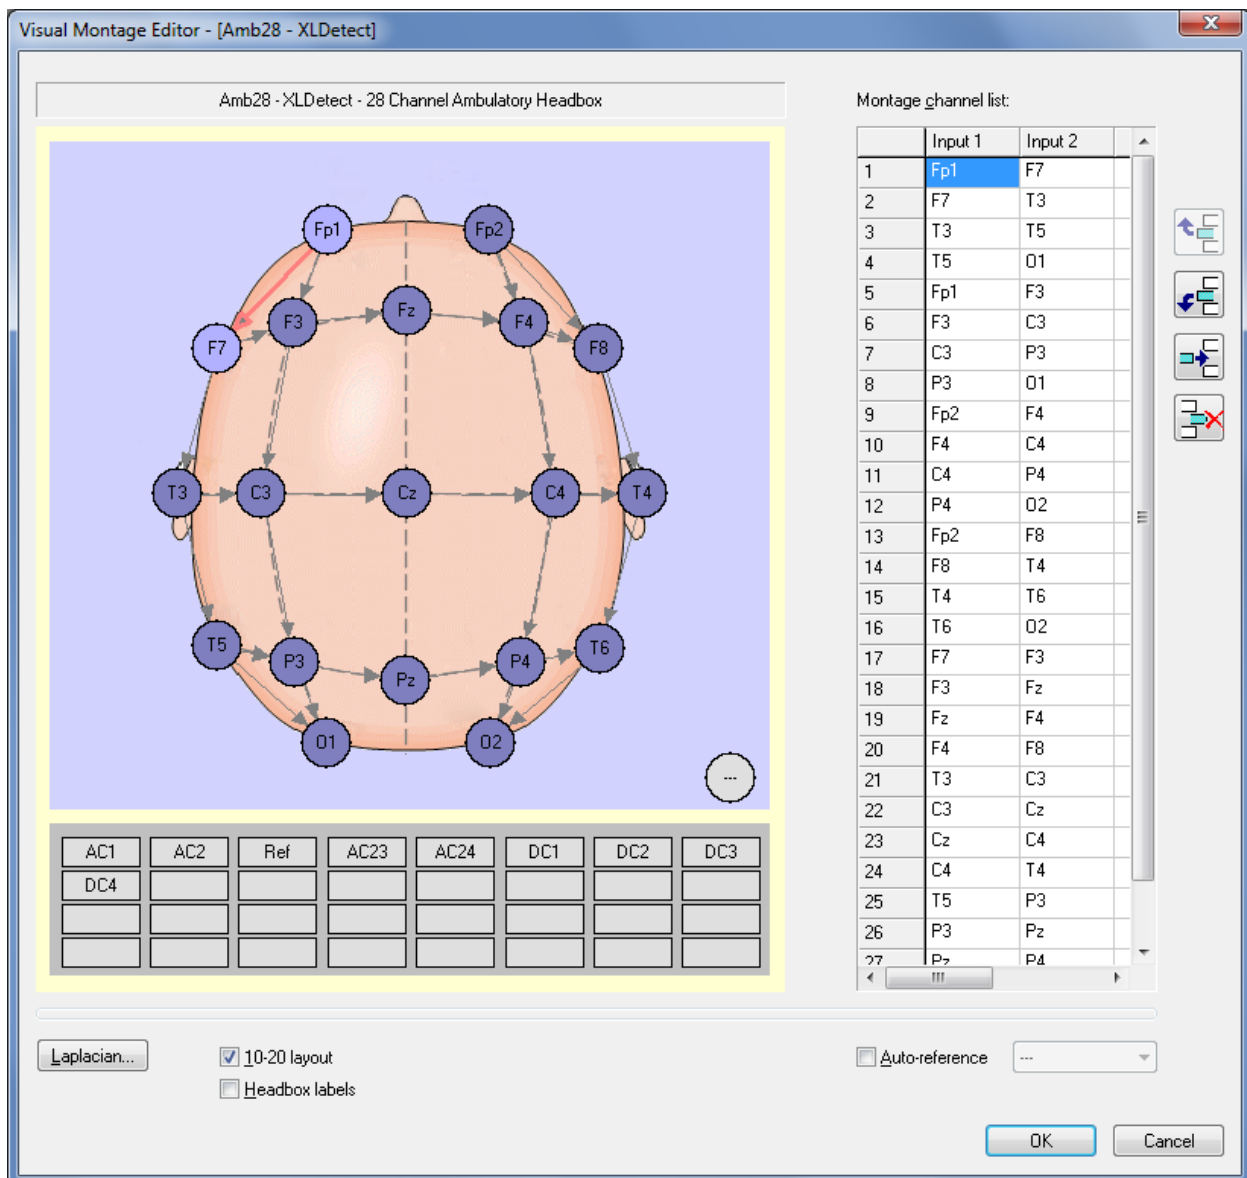 Visual Montage Editor - [Amb28 - XLDetect]
Amb28 - XLDetect - 28 Channel Ambulatory Headbox
Montage channel list:
Input 1 Input 2
1 Fp1 F7
2 F7 T3
3 T3 T5
4 T5 O1
5 Fp1 F3
6 F3 C3
7 C3 P3
8 P3 O1
9 Fp2 F4
10 F4 C4
11 C4 P4
12 P4 O2
13 Fp2 F8
14 F8 T4
15 T4 T6
16 T6 O2
17 F7 F3
18 F3 Fz
19 Fz F4
20 F4 F8
21 T3 C3
22 C3 Cz
23 Cz C4
24 C4 T4
25 T5 P3
26 P3 Pz
27 Pz P4
Fp1 Fp2
F7 F3 Fz F4 F8
T3 C3 Cz C4 T4
T5 P3 Pz P4 T6
O1 O2
---
AC1 AC2 Ref AC23 AC24 DC1 DC2 DC3
DC4
Laplacian...
10-20 layout
Headbox labels
Auto-reference ---
OK Cancel